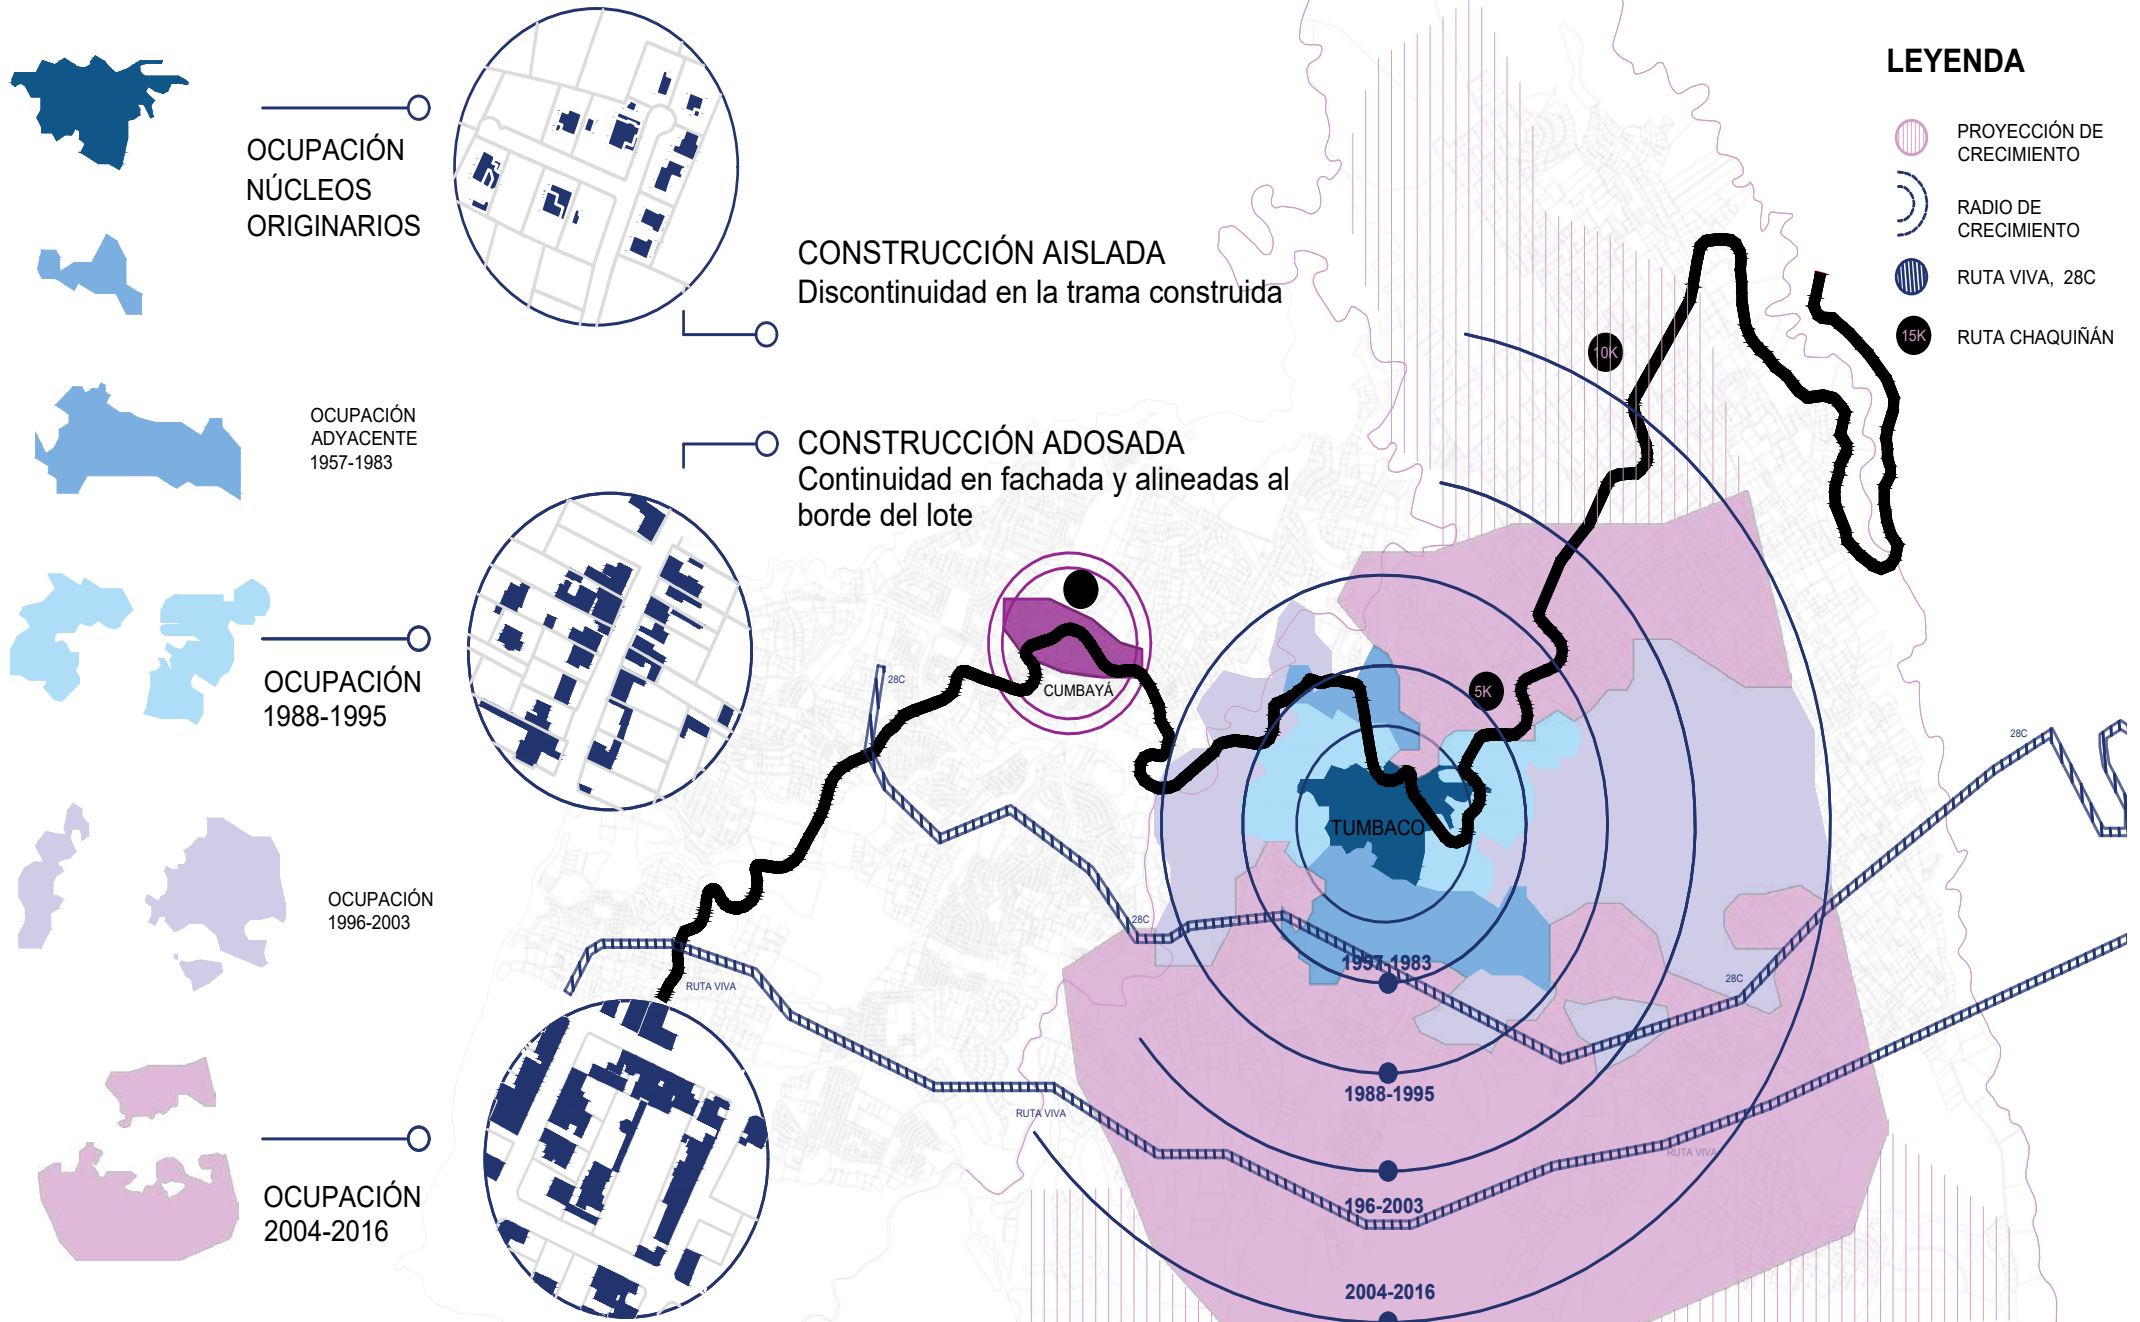 OCUPACIÓN
NÚCLEOS
ORIGINARIOS
OCUPACIÓN
ADYACENTE
1957-1983
OCUPACIÓN
1988-1995
OCUPACIÓN
1996-2003
OCUPACIÓN
2004-2016
CONSTRUCCIÓN AISLADA
Discontinuidad en la trama construida
CONSTRUCCIÓN ADOSADA
Continuidad en fachada y alineadas al
borde del lote
LEYENDA
PROYECCIÓN DE
CRECIMIENTO
RADIO DE
CRECIMIENTO
RUTA VIVA, 28C
15K
RUTA CHAQUIÑÁN
10K
5K
CUMBAYÁ
TUMBACO
28C
28C
28C
28C
RUTA VIVA
RUTA VIVA
RUTA VIVA
1957-1983
1988-1995
196-2003
2004-2016